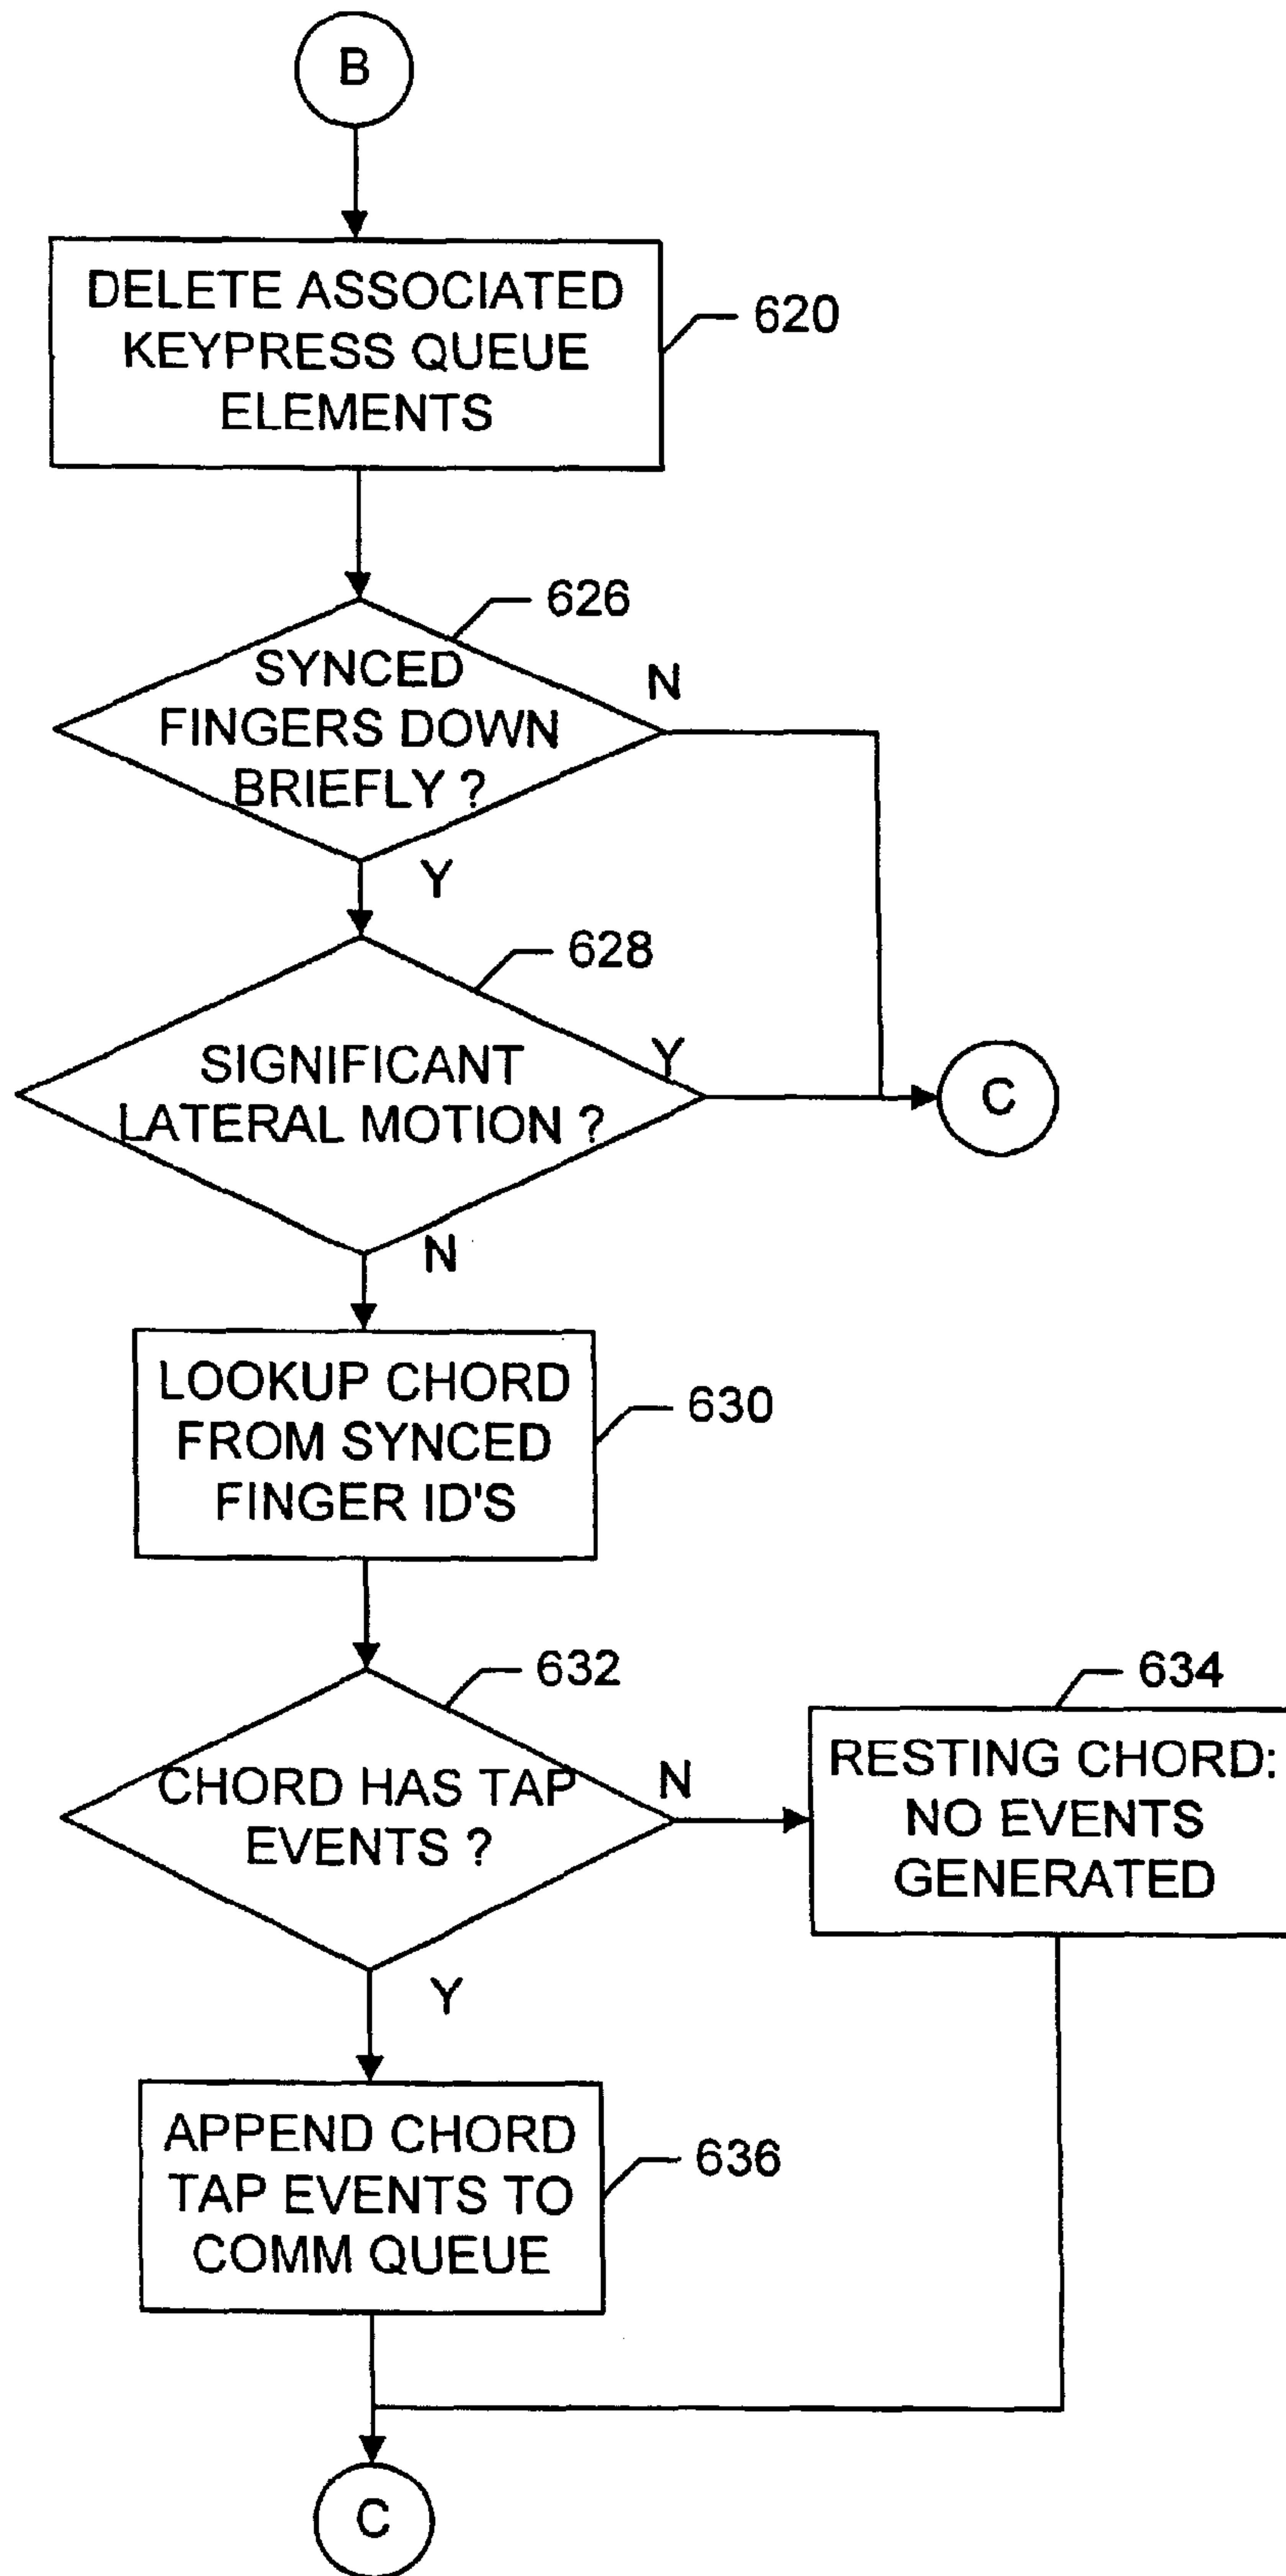 B
DELETE ASSOCIATED
KEYPRESS QUEUE
ELEMENTS
620
626
SYNCED
FINGERS DOWN
BRIEFLY ?
N
Y
628
SIGNIFICANT
LATERAL MOTION ?
Y
C
N
LOOKUP CHORD
FROM SYNCED
FINGER ID'S
630
632
CHORD HAS TAP
EVENTS ?
N
634
RESTING CHORD:
NO EVENTS
GENERATED
Y
APPEND CHORD
TAP EVENTS TO
COMM QUEUE
636
C